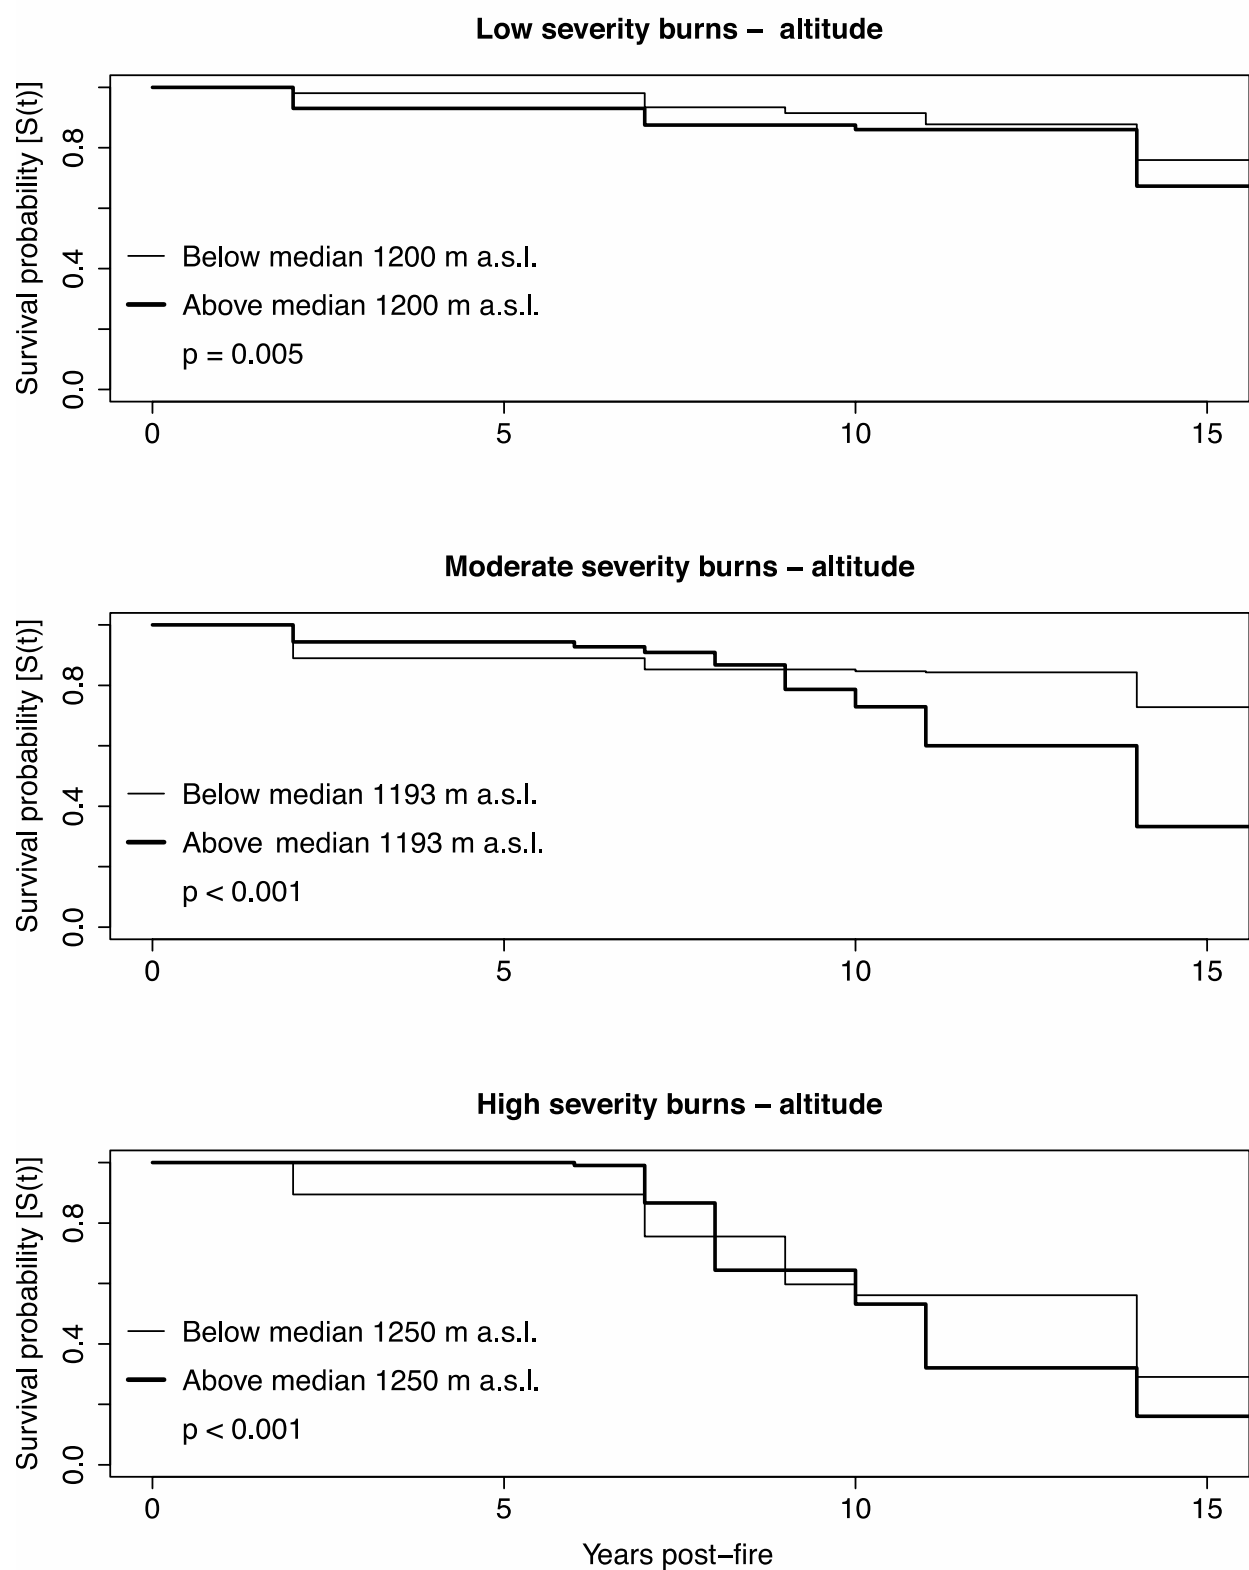 Low severity burns – altitude
Survival probability [S(t)]
0.8
0.4
0.0
Below median 1200 m a.s.l.
Above median 1200 m a.s.l.
p = 0.005
0 5 10 15
Moderate severity burns – altitude
Survival probability [S(t)]
0.8
0.4
0.0
Below median 1193 m a.s.l.
Above median 1193 m a.s.l.
p < 0.001
0 5 10 15
High severity burns – altitude
Survival probability [S(t)]
0.8
0.4
0.0
Below median 1250 m a.s.l.
Above median 1250 m a.s.l.
p < 0.001
0 5 10 15
Years post–fire